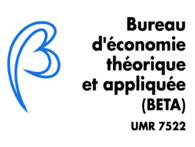 Bureau
d'économie
théorique
et appliquée
(BETA)
UMR 7522